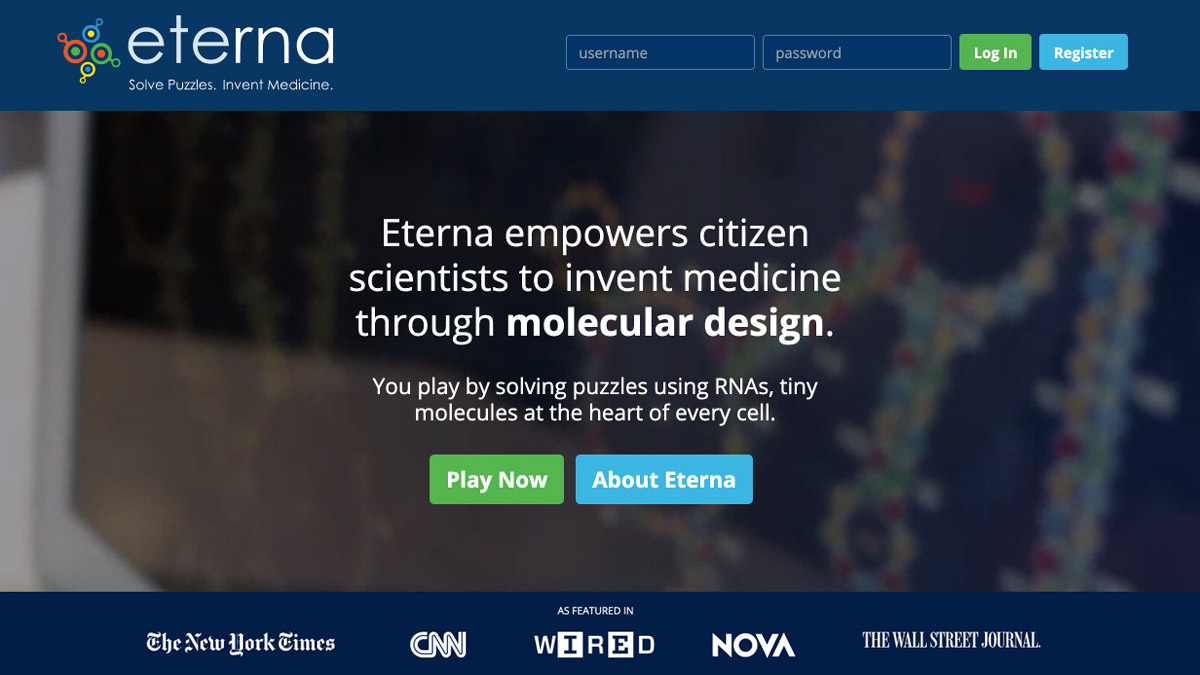 eterna
Solve Puzzles. Invent Medicine.
username
password
Log In
Register
Eterna empowers citizen
scientists to invent medicine
through molecular design.
You play by solving puzzles using RNAs, tiny
molecules at the heart of every cell.
Play Now
About Eterna
AS FEATURED IN
The New York Times
CNN
WIRED
NOVA
THE WALL STREET JOURNAL.